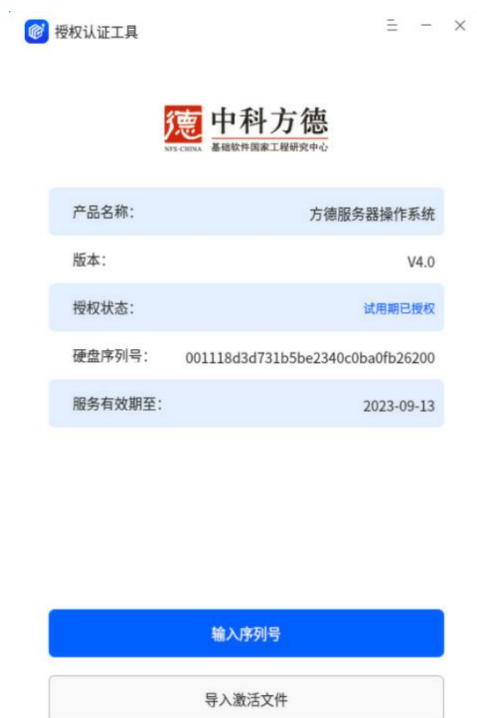 授权认证工具
德 中科方德
NFS-CHINA 基础软件国家工程研究中心
产品名称： 方德服务器操作系统
版本： V4.0
授权状态： 试用期已授权
硬盘序列号： 001118d3d731b5be2340c0ba0fb26200
服务有效期至： 2023-09-13
输入序列号
导入激活文件